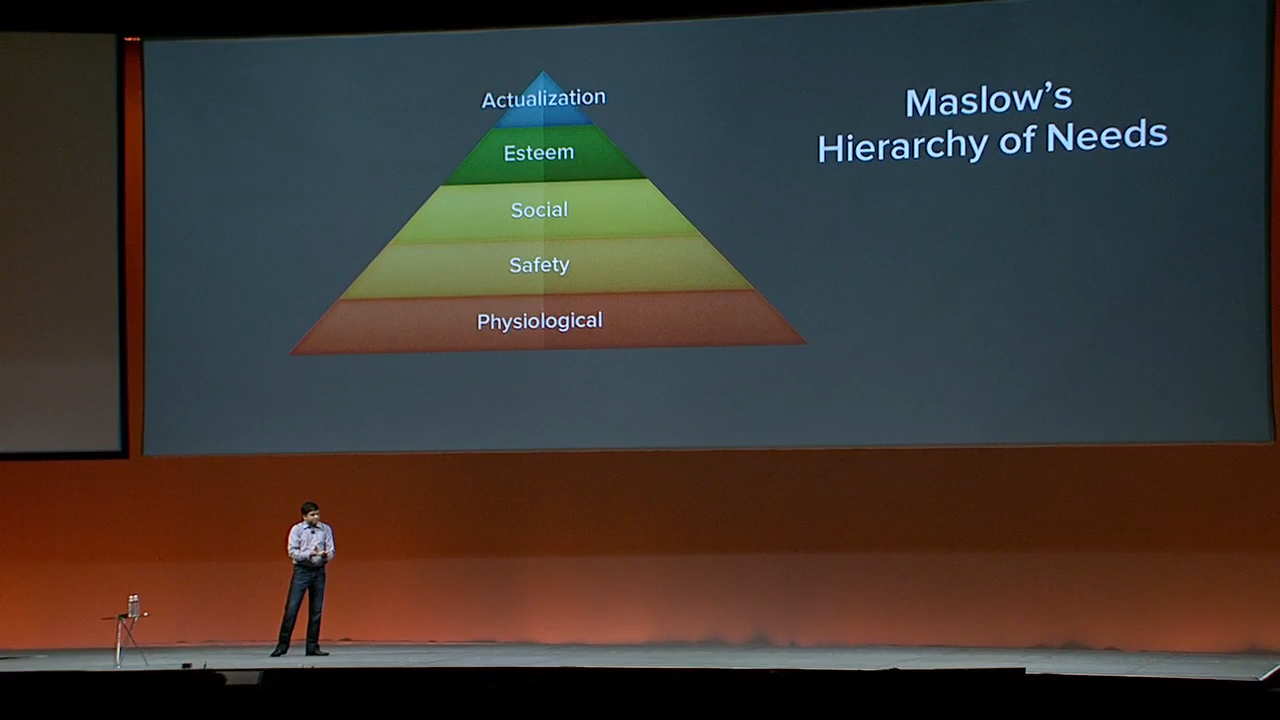 Maslow's
Hierarchy of Needs
Actualization
Esteem
Social
Safety
Physiological